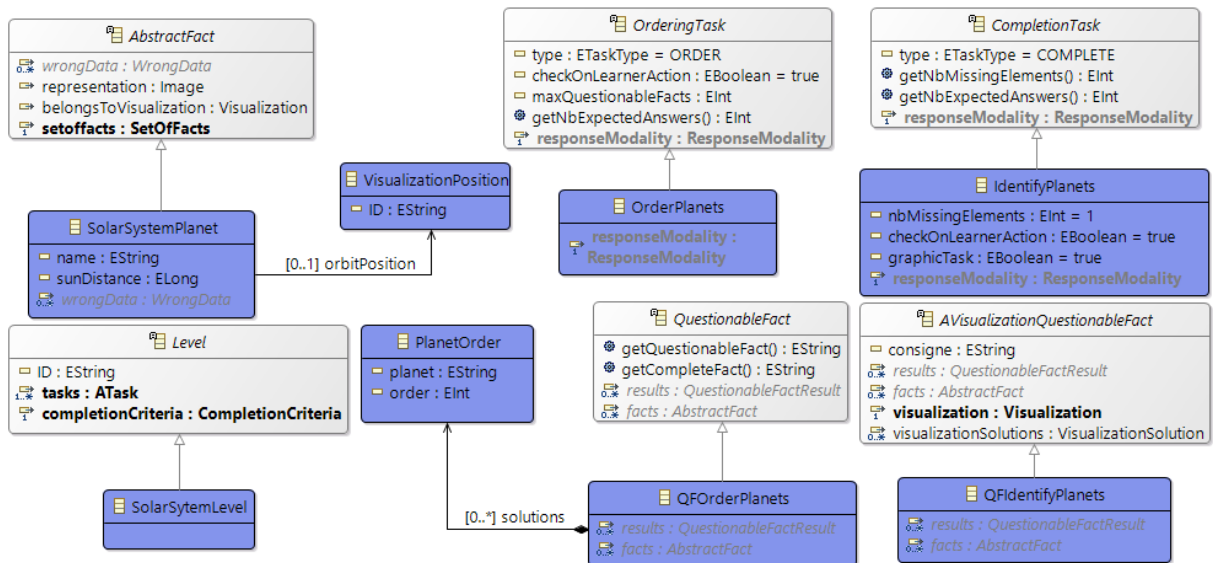 AbstractFact
0..* wrongData : WrongData
representation : Image
belongsToVisualization : Visualization
1 setoffacts : SetOfFacts
OrderingTask
type : ETaskType = ORDER
checkOnLearnerAction : EBoolean = true
maxQuestionableFacts : EInt
getNbExpectedAnswers() : EInt
1 responseModality : ResponseModality
CompletionTask
type : ETaskType = COMPLETE
getNbMissingElements() : EInt
getNbExpectedAnswers() : EInt
1 responseModality : ResponseModality
VisualizationPosition
ID : EString
SolarSystemPlanet
name : EString
sunDistance : ELong
0..* wrongData : WrongData
[0..1] orbitPosition
OrderPlanets
1 responseModality :
ResponseModality
IdentifyPlanets
nbMissingElements : EInt = 1
checkOnLearnerAction : EBoolean = true
graphicTask : EBoolean = true
1 responseModality : ResponseModality
Level
ID : EString
1..* tasks : ATask
1 completionCriteria : CompletionCriteria
PlanetOrder
planet : EString
order : EInt
QuestionableFact
getQuestionableFact() : EString
getCompleteFact() : EString
0..* results : QuestionableFactResult
0..* facts : AbstractFact
AVisualizationQuestionableFact
consigne : EString
0..* results : QuestionableFactResult
0..* facts : AbstractFact
1 visualization : Visualization
0..* visualizationSolutions : VisualizationSolution
SolarSytemLevel
[0..*] solutions
QFOrderPlanets
0..* results : QuestionableFactResult
0..* facts : AbstractFact
QFIdentifyPlanets
0..* results : QuestionableFactResult
0..* facts : AbstractFact